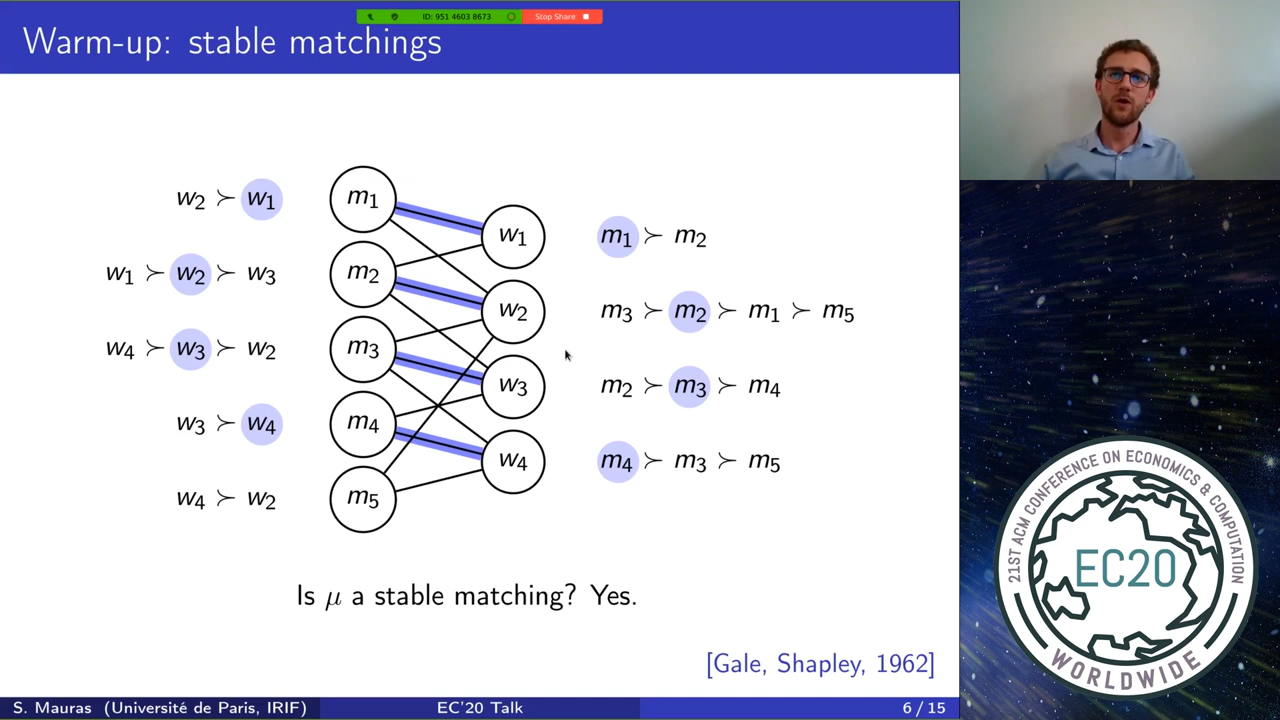 ID: 951 4603 8673 Stop Share
Warm-up: stable matchings
w₂ ≻ w₁
m₁
w₁
m₁ ≻ m₂
w₁ ≻ w₂ ≻ w₃
m₂
w₂
m₃ ≻ m₂ ≻ m₁ ≻ m₅
w₄ ≻ w₃ ≻ w₂
m₃
w₃
m₂ ≻ m₃ ≻ m₄
w₃ ≻ w₄
m₄
w₄
m₄ ≻ m₃ ≻ m₅
w₄ ≻ w₂
m₅
Is μ a stable matching? Yes.
[Gale, Shapley, 1962]
S. Mauras (Université de Paris, IRIF) EC'20 Talk 6 / 15
21ST ACM CONFERENCE ON ECONOMICS & COMPUTATION
EC20
WORLDWIDE